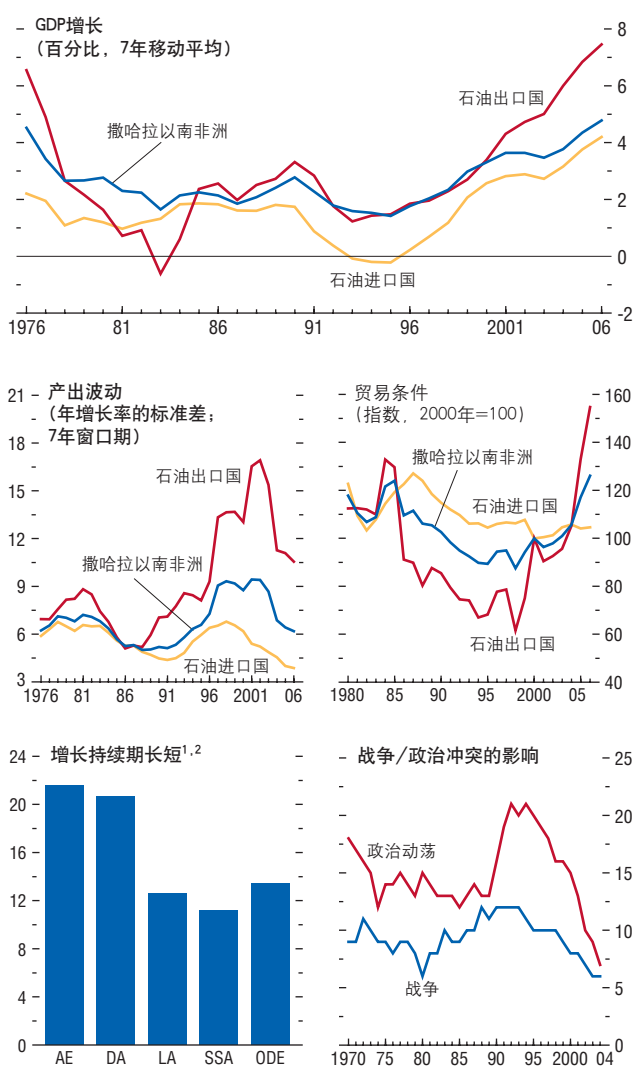 GDP增长
(百分比，7年移动平均)
8
6
4
2
0
-2
石油出口国
撒哈拉以南非洲
石油进口国
1976 81 86 91 96 2001 06
产出波动
(年增长率的标准差；
7年窗口期)
21
18
15
12
9
6
3
石油出口国
撒哈拉以南非洲
石油进口国
1976 81 86 91 96 2001 06
贸易条件
(指数，2000年=100)
160
140
120
100
80
60
40
撒哈拉以南非洲
石油进口国
石油出口国
1980 85 90 95 2000 05
增长持续期长短1,2
24
20
16
12
8
4
0
AE DA LA SSA ODE
战争/政治冲突的影响
25
20
15
10
5
0
政治动荡
战争
1970 75 80 85 90 95 2000 04